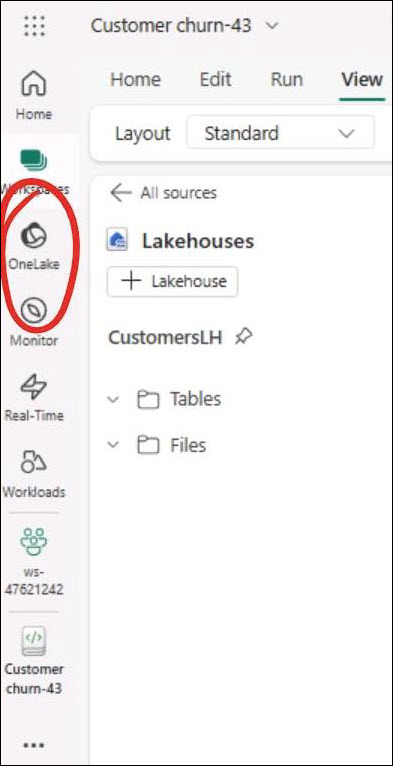 Customer churn-43
Home
Edit
Run
View
Home
Layout
Standard
Workspaces
All sources
Lakehouses
OneLake
Lakehouse
CustomersLH
Monitor
Tables
Real-Time
Files
Workloads
ws-
47621242
Customer
churn-43